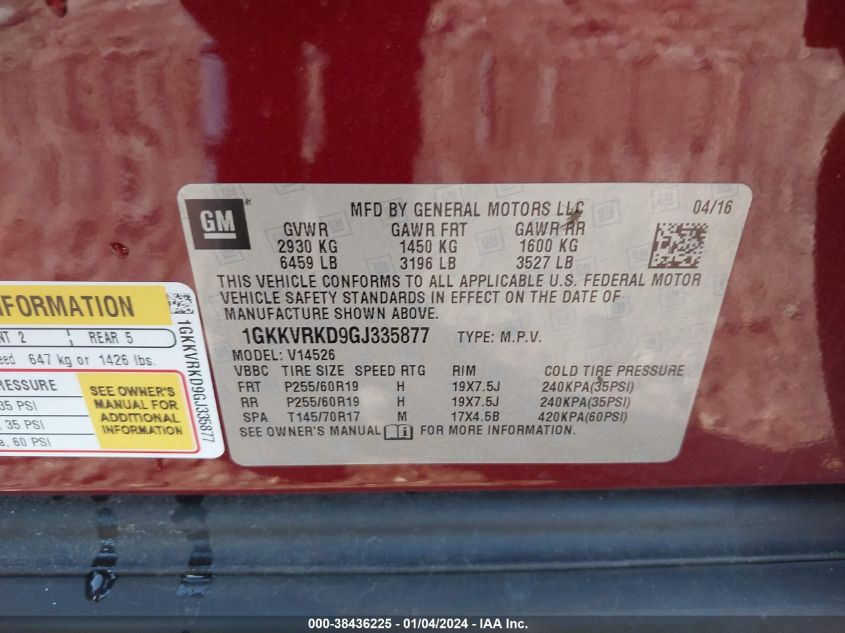 GM
MFD BY GENERAL MOTORS LLC 04/16
GVWR GAWR FRT GAWR RR
2930 KG 1450 KG 1600 KG
6459 LB 3196 LB 3527 LB
THIS VEHICLE CONFORMS TO ALL APPLICABLE U.S. FEDERAL MOTOR
VEHICLE SAFETY STANDARDS IN EFFECT ON THE DATE OF
MANUFACTURE SHOWN ABOVE.
1GKKVRKD9GJ335877 TYPE: M.P.V.
MODEL: V14526
VBBC TIRE SIZE SPEED RTG RIM COLD TIRE PRESSURE
FRT P255/60R19 H 19X7.5J 240KPA(35PSI)
RR P255/60R19 H 19X7.5J 240KPA(35PSI)
SPA T145/70R17 M 17X4.5B 420KPA(60PSI)
SEE OWNER'S MANUAL FOR MORE INFORMATION.
NFORMATION
NT 2 REAR 5
eed 647 kg or 1426 lbs.
PRESSURE
35 PSI
, 35 PSI
a, 60 PSI
SEE OWNER'S
MANUAL FOR
ADDITIONAL
INFORMATION
1GKKVRKD9GJ335877
000-38436225 - 01/04/2024 - IAA Inc.